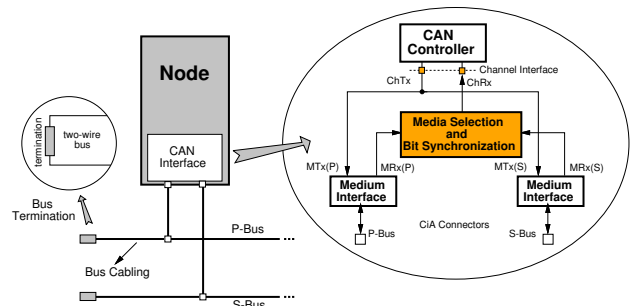 Node
CAN
Interface
termination
two-wire
bus
Bus
Termination
Bus Cabling
P-Bus
S-Bus
CAN
Controller
Channel Interface
ChTx
ChRx
Media Selection
and
Bit Synchronization
MTx(P)
MRx(P)
MTx(S)
MRx(S)
Medium
Interface
Medium
Interface
CiA Connectors
P-Bus
S-Bus